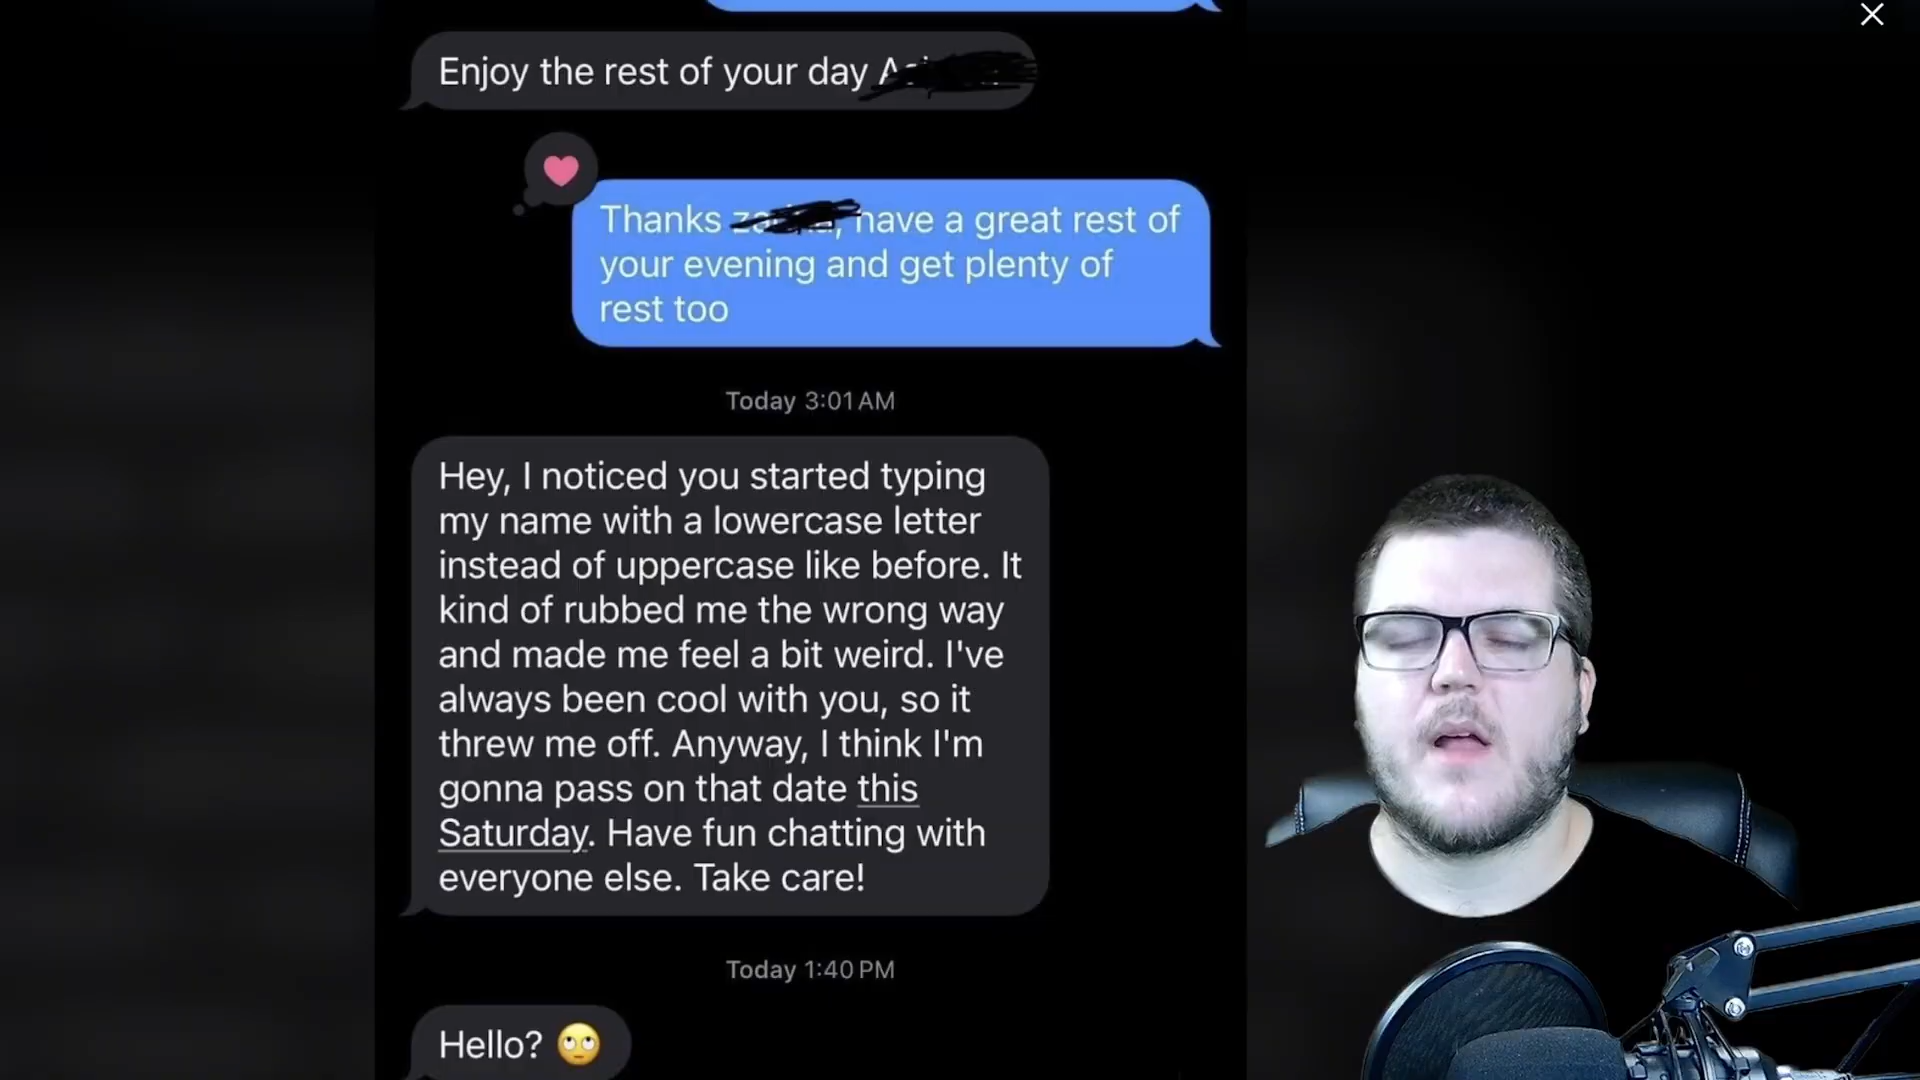 Enjoy the rest of your day
Thanks have a great rest of
your evening and get plenty of
rest too
Today 3:01 AM
Hey, I noticed you started typing
my name with a lowercase letter
instead of uppercase like before. It
kind of rubbed me the wrong way
and made me feel a bit weird. I've
always been cool with you, so it
threw me off. Anyway, I think I'm
gonna pass on that date this
Saturday. Have fun chatting with
everyone else. Take care!
Today 1:40 PM
Hello? 🙄